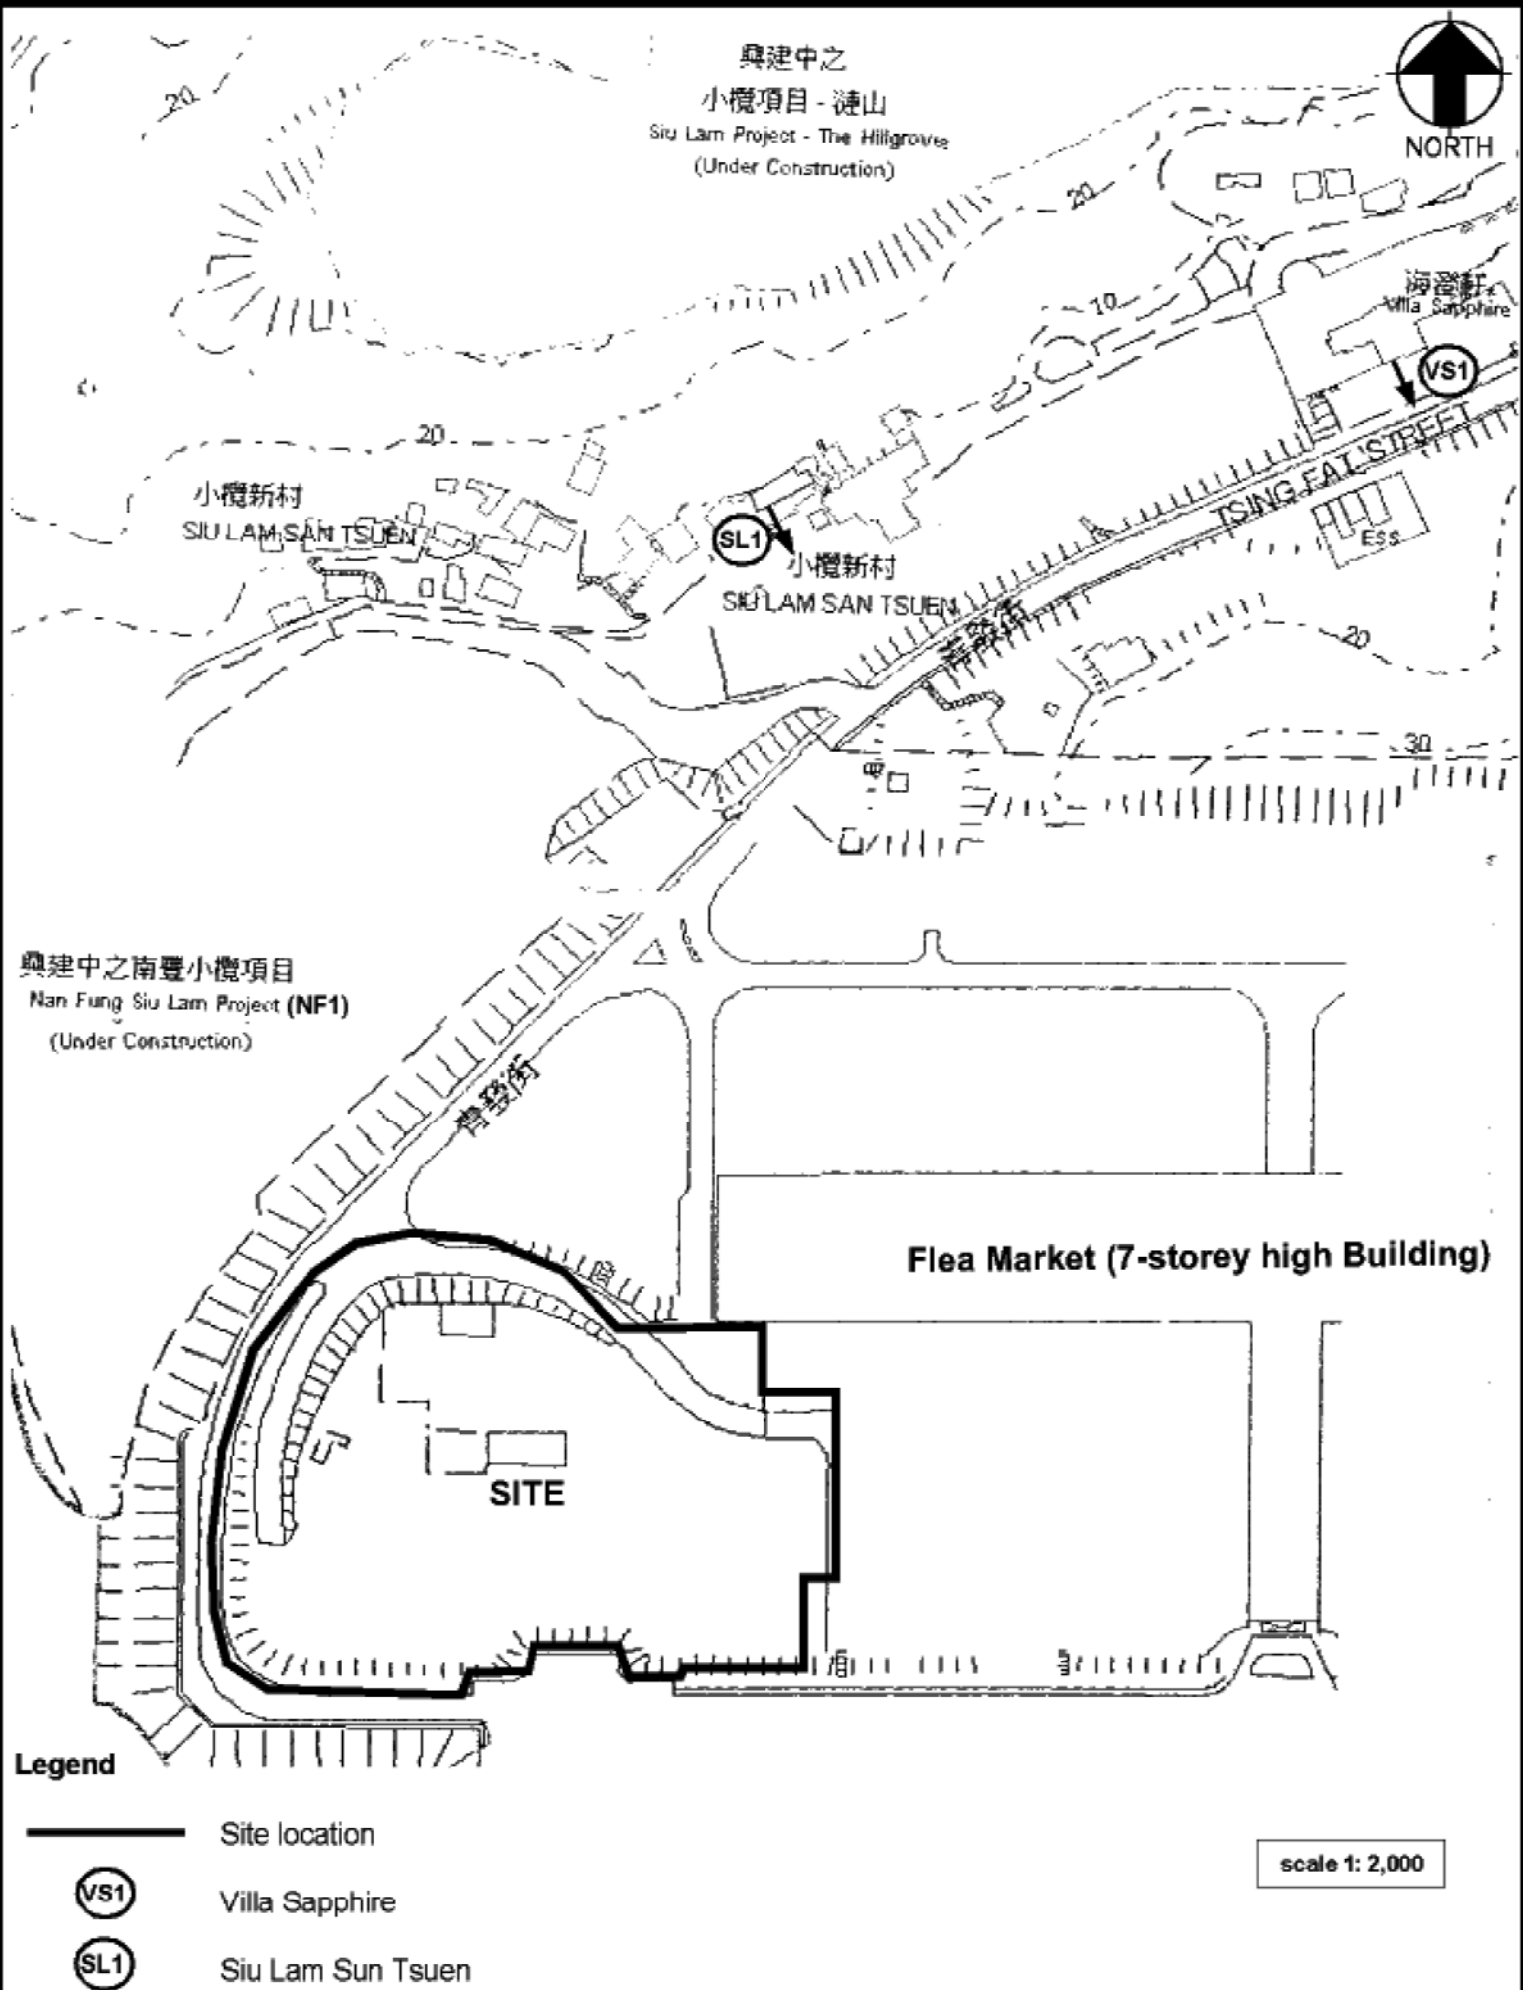 興建中之
小欖項目 - 漣山
Siu Lam Project - The Hillgrove
(Under Construction)
NORTH
20
20
海澄軒
Villa Sapphire
10
VS1
20
小欖新村
SIU LAM SAN TSUEN
TSING FAT STREET
ESS
SL1
小欖新村
SIU LAM SAN TSUEN
青發街
20
30
興建中之南豐小欖項目
Nan Fung Siu Lam Project (NF1)
(Under Construction)
青發街
Flea Market (7-storey high Building)
SITE
Legend
Site location
scale 1: 2,000
VS1
Villa Sapphire
SL1
Siu Lam Sun Tsuen